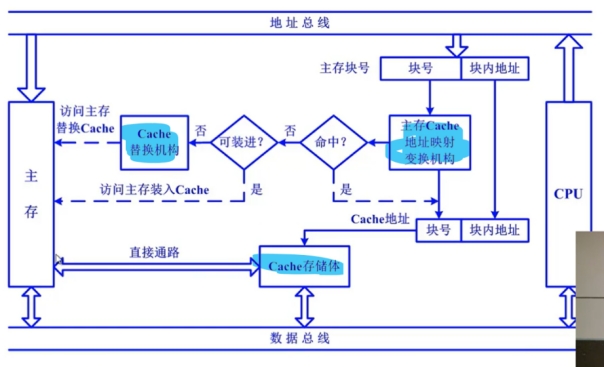 地址总线
主存块号
块号
块内地址
访问主存
替换Cache
Cache
替换机构
否
可装进?
否
命中?
主存Cache
地址映射
变换机构
主
存
访问主存装入Cache
是
是
CPU
Cache地址
块号
块内地址
直接通路
Cache存储体
数据总线